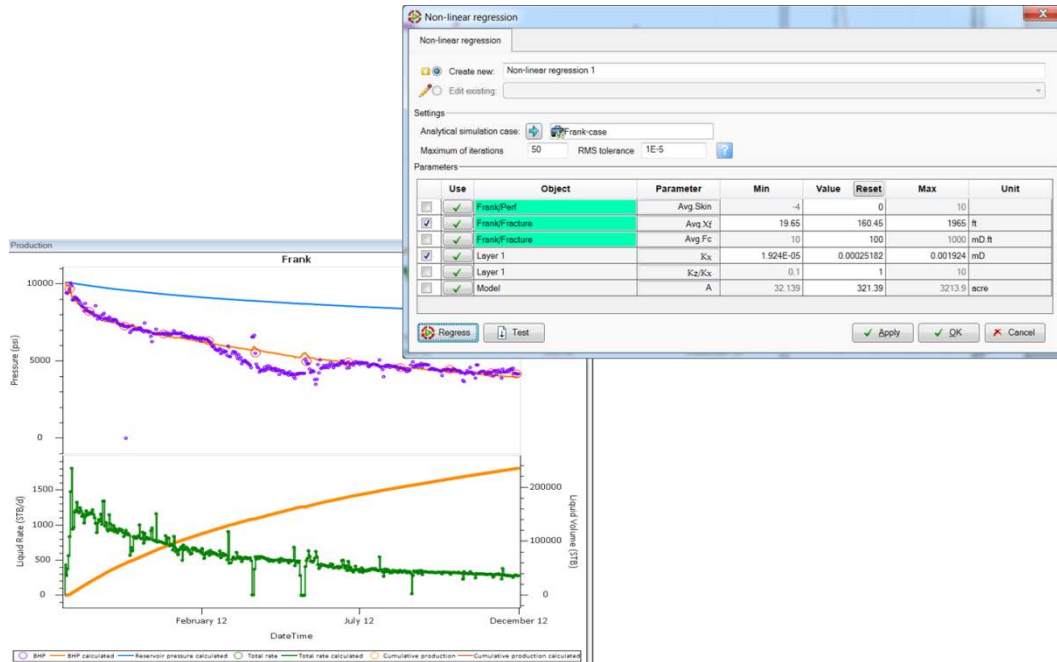 Non-linear regression
X
Non-linear regression
Create new: Non-linear regression 1
Edit existing:
Settings
Analytical simulation case: Frank-case
Maximum of iterations 50 RMS tolerance 1E-5 ?
Parameters
Use Object Parameter Min Value Reset Max Unit
Frank/Perf Avg.Skin -4 0 10
Frank/Fracture Avg.Xf 19.65 160.45 1965 ft
Frank/Fracture Avg.Fc 10 100 1000 mD.ft
Layer 1 Kx 1.924E-05 0.00025182 0.001924 mD
Layer 1 Kz/Kx 0.1 1 10
Model A 32.139 321.39 3213.9 acre
Regress Test Apply OK Cancel
Production
Frank
Pressure (psi)
10000
5000
0
Liquid Rate (STB/d)
1500
1000
500
0
200000
100000
0
Liquid Volume (STB)
February 12 July 12 December 12
DateTime
BHP BHP calculated Reservoir pressure calculated Total rate Total rate calculated Cumulative production Cumulative production calculated